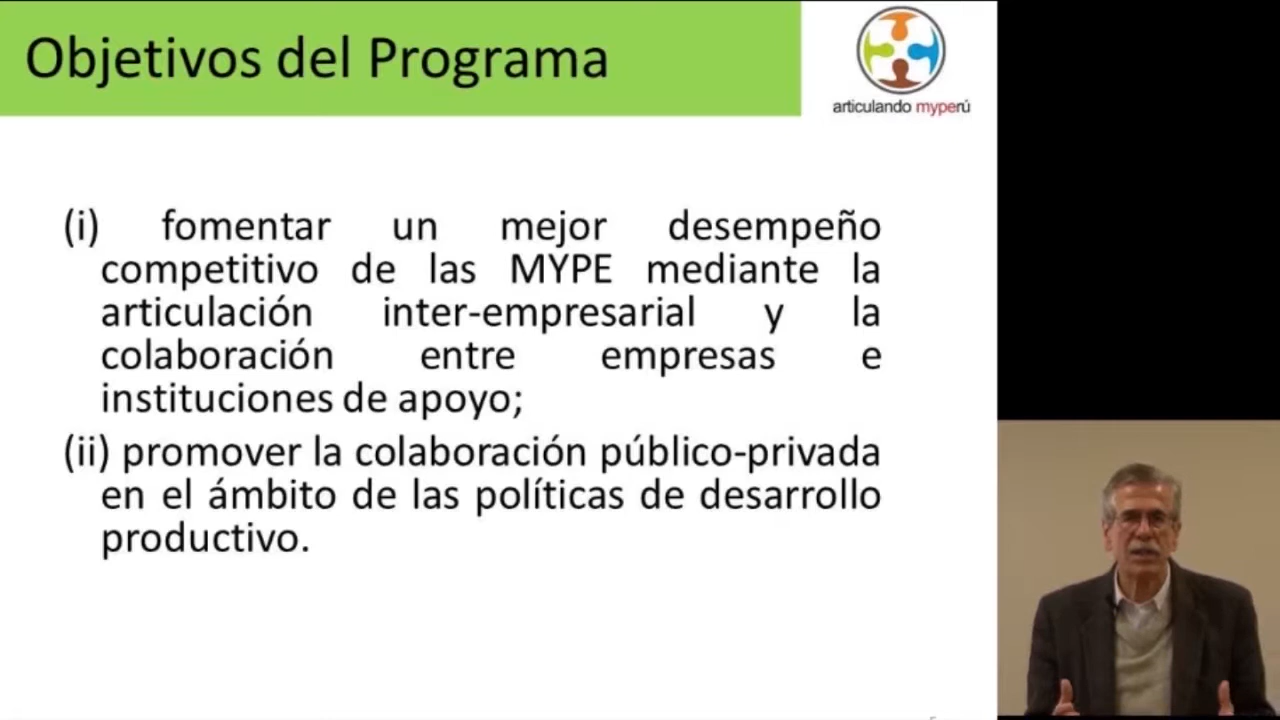 Objetivos del Programa
articulando myperú
(i) fomentar un mejor desempeño
competitivo de las MYPE mediante la
articulación inter-empresarial y la
colaboración entre empresas e
instituciones de apoyo;
(ii) promover la colaboración público-privada
en el ámbito de las políticas de desarrollo
productivo.